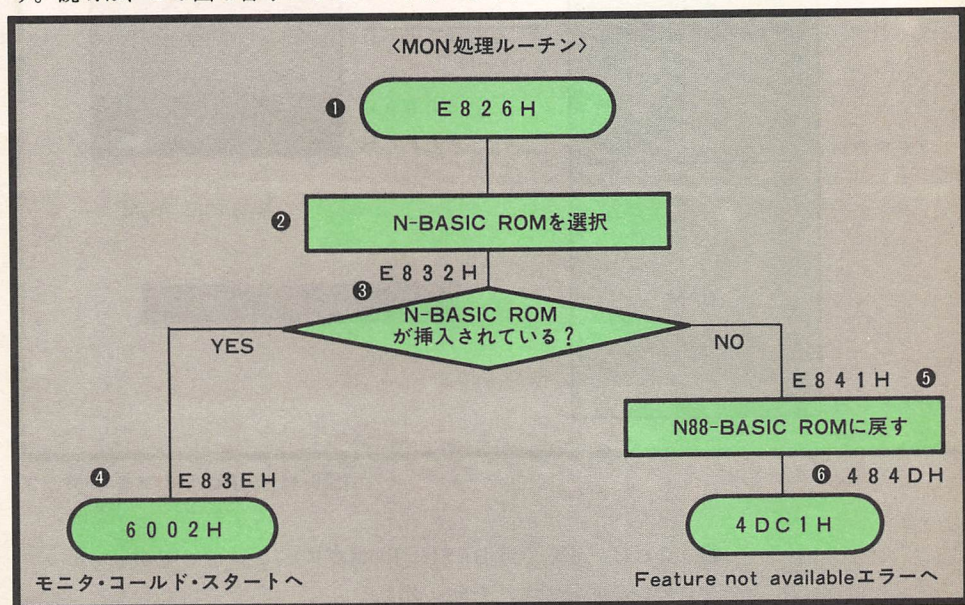 〈MON処理ルーチン〉
❶ E826H
❷ N-BASIC ROMを選択
E832H
❸ N-BASIC ROM
が挿入されている?
YES
NO
E841H ❺
N88-BASIC ROMに戻す
❹ E83EH
❻ 484DH
6002H
4DC1H
モニタ・コールド・スタートへ
Feature not availableエラーへ